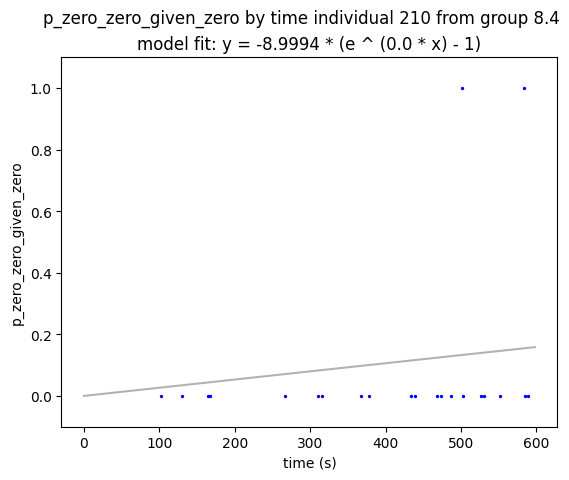 p_zero_zero_given_zero by time individual 210 from group 8.4
model fit: y = -8.9994 * (e ^ (0.0 * x) - 1)
1.0
0.8
0.6
0.4
0.2
0.0
p_zero_zero_given_zero
0 100 200 300 400 500 600
time (s)